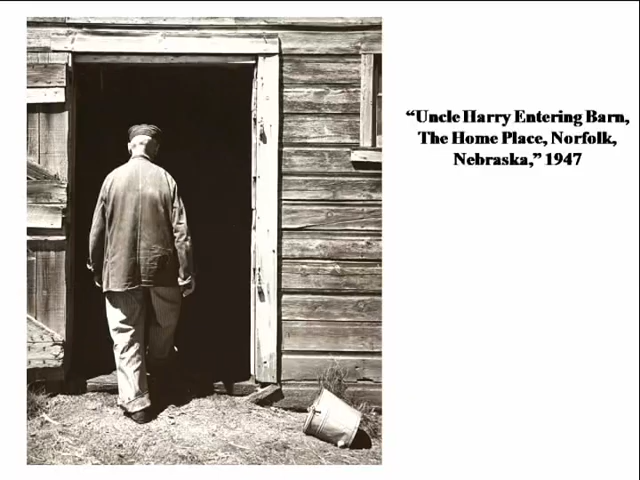 “Uncle Harry Entering Barn,
The Home Place, Norfolk,
Nebraska,” 1947